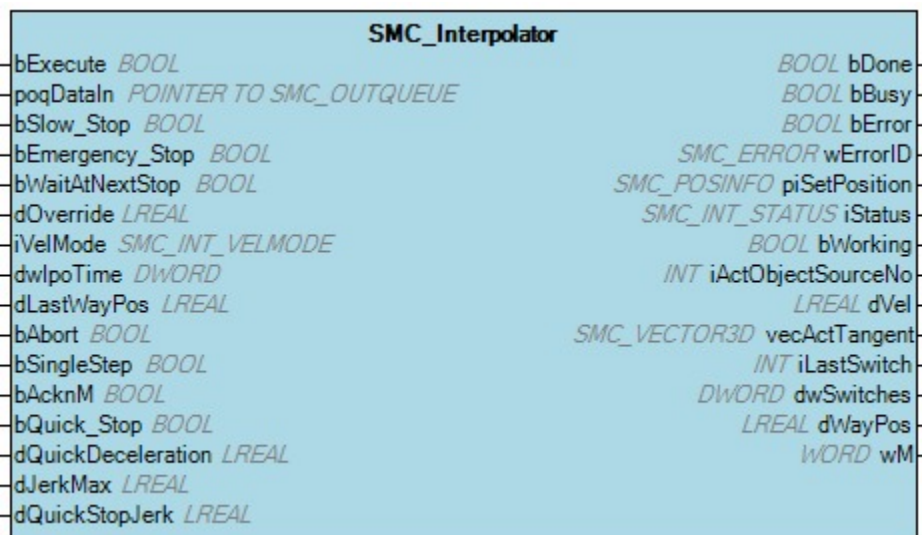 SMC_Interpolator
bExecute BOOL BOOL bDone
poqDataIn POINTER TO SMC_OUTQUEUE BOOL bBusy
bSlow_Stop BOOL BOOL bError
bEmergency_Stop BOOL SMC_ERROR wErrorID
bWaitAtNextStop BOOL SMC_POSINFO piSetPosition
dOverride LREAL SMC_INT_STATUS iStatus
iVelMode SMC_INT_VELMODE BOOL bWorking
dwIpoTime DWORD INT iActObjectSourceNo
dLastWayPos LREAL LREAL dVel
bAbort BOOL SMC_VECTOR3D vecActTangent
bSingleStep BOOL INT iLastSwitch
bAcknM BOOL DWORD dwSwitches
bQuick_Stop BOOL LREAL dWayPos
dQuickDeceleration LREAL WORD wM
dJerkMax LREAL
dQuickStopJerk LREAL